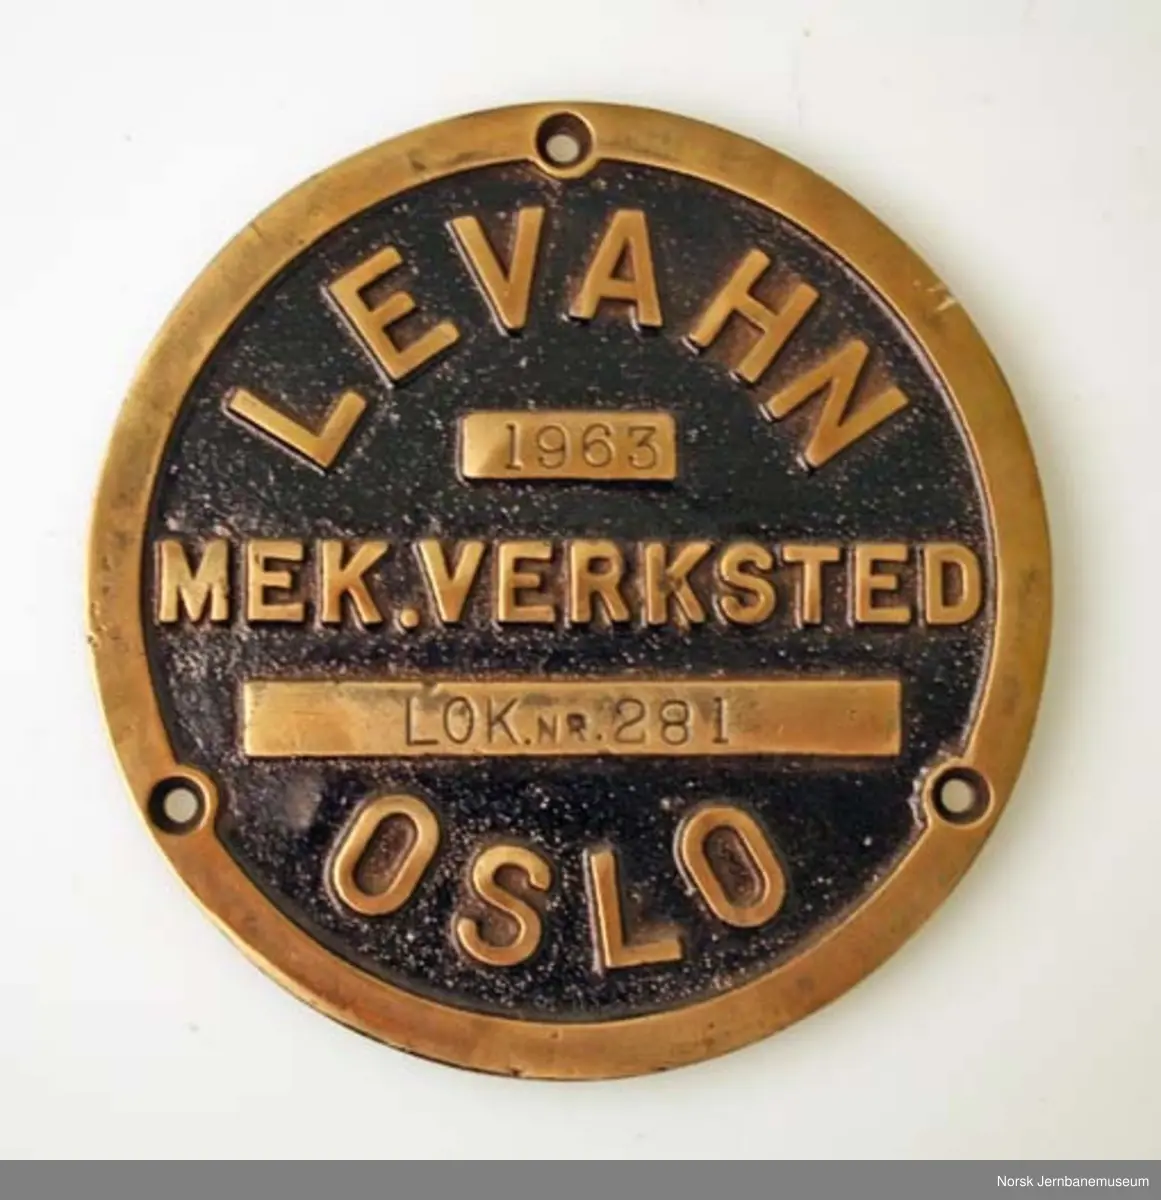 LEVAHN
1963
MEK.VERKSTED
LOK.NR.281
OSLO
Norsk Jernbanemuseum